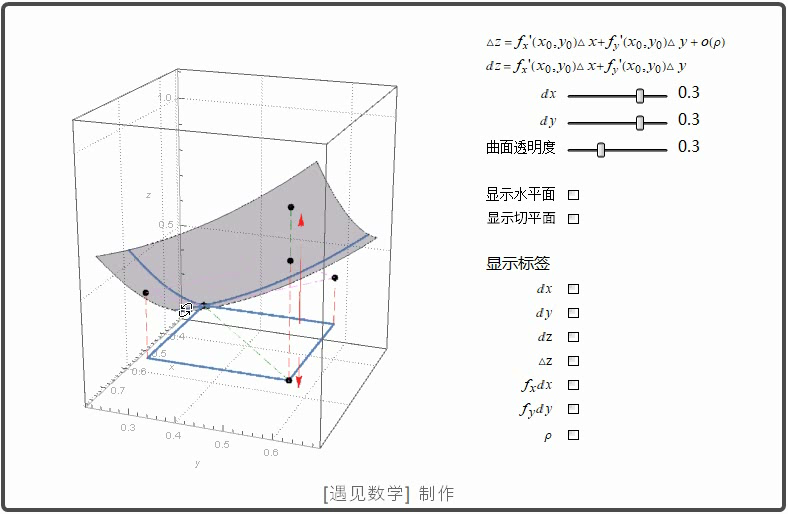 △z = fx'(x0,y0)△ x+fy'(x0,y0)△ y + o(ρ)
dz = fx'(x0,y0)△ x+fy'(x0,y0)△ y
dx 0.3
dy 0.3
曲面透明度 0.3
显示水平面
显示切平面
显示标签
dx
dy
dz
△z
fxdx
fydy
ρ
1.0
z
0.5
0.4
0.5
x
0.6
0.7
0.3
0.4
0.5
0.6
y
[遇见数学] 制作